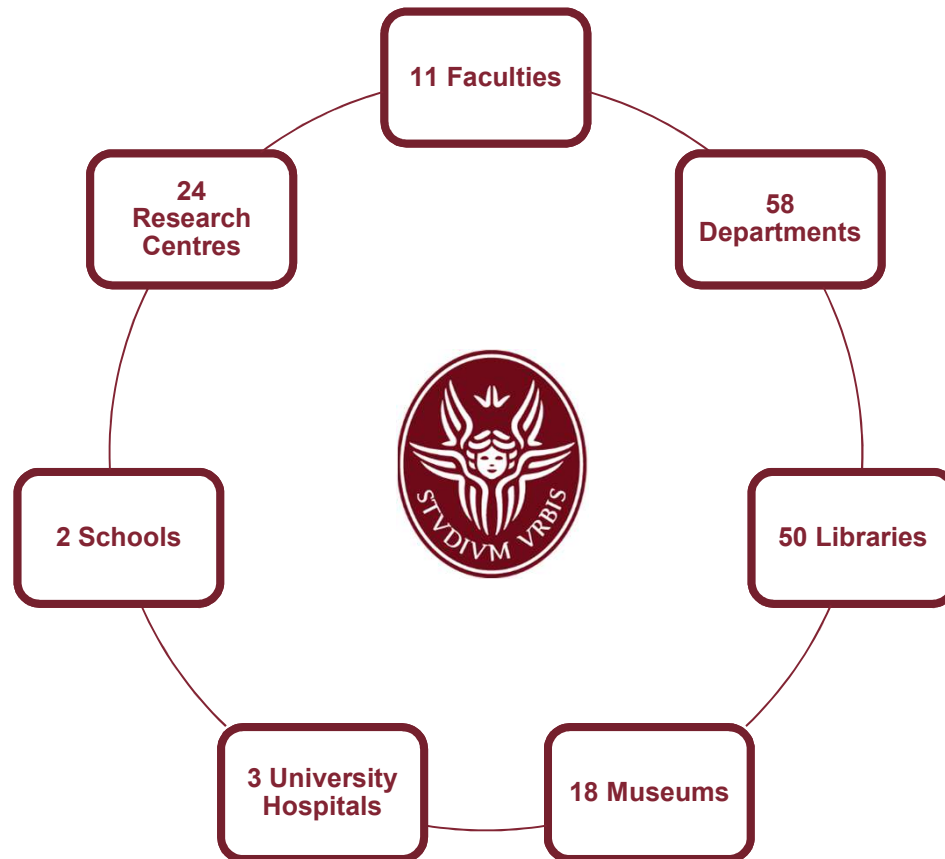 11 Faculties
58
Departments
50 Libraries
18 Museums
3 University
Hospitals
2 Schools
24
Research
Centres
STVDIVM VRBIS